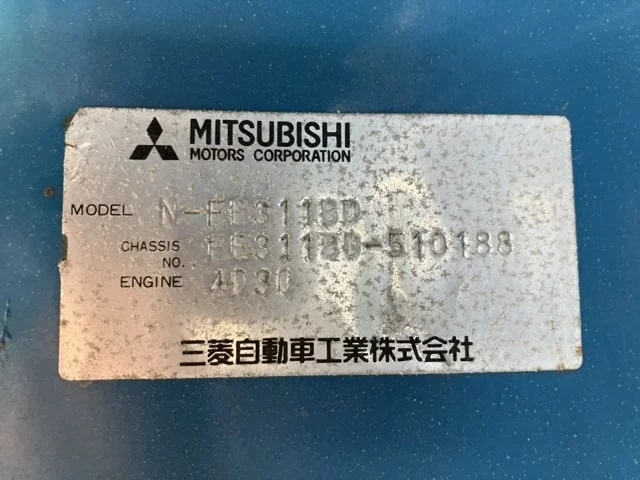 MITSUBISHI
MOTORS CORPORATION
MODEL N-FE311BD
CHASSIS NO. FE311BD-510188
ENGINE 4D30
三菱自動車工業株式会社